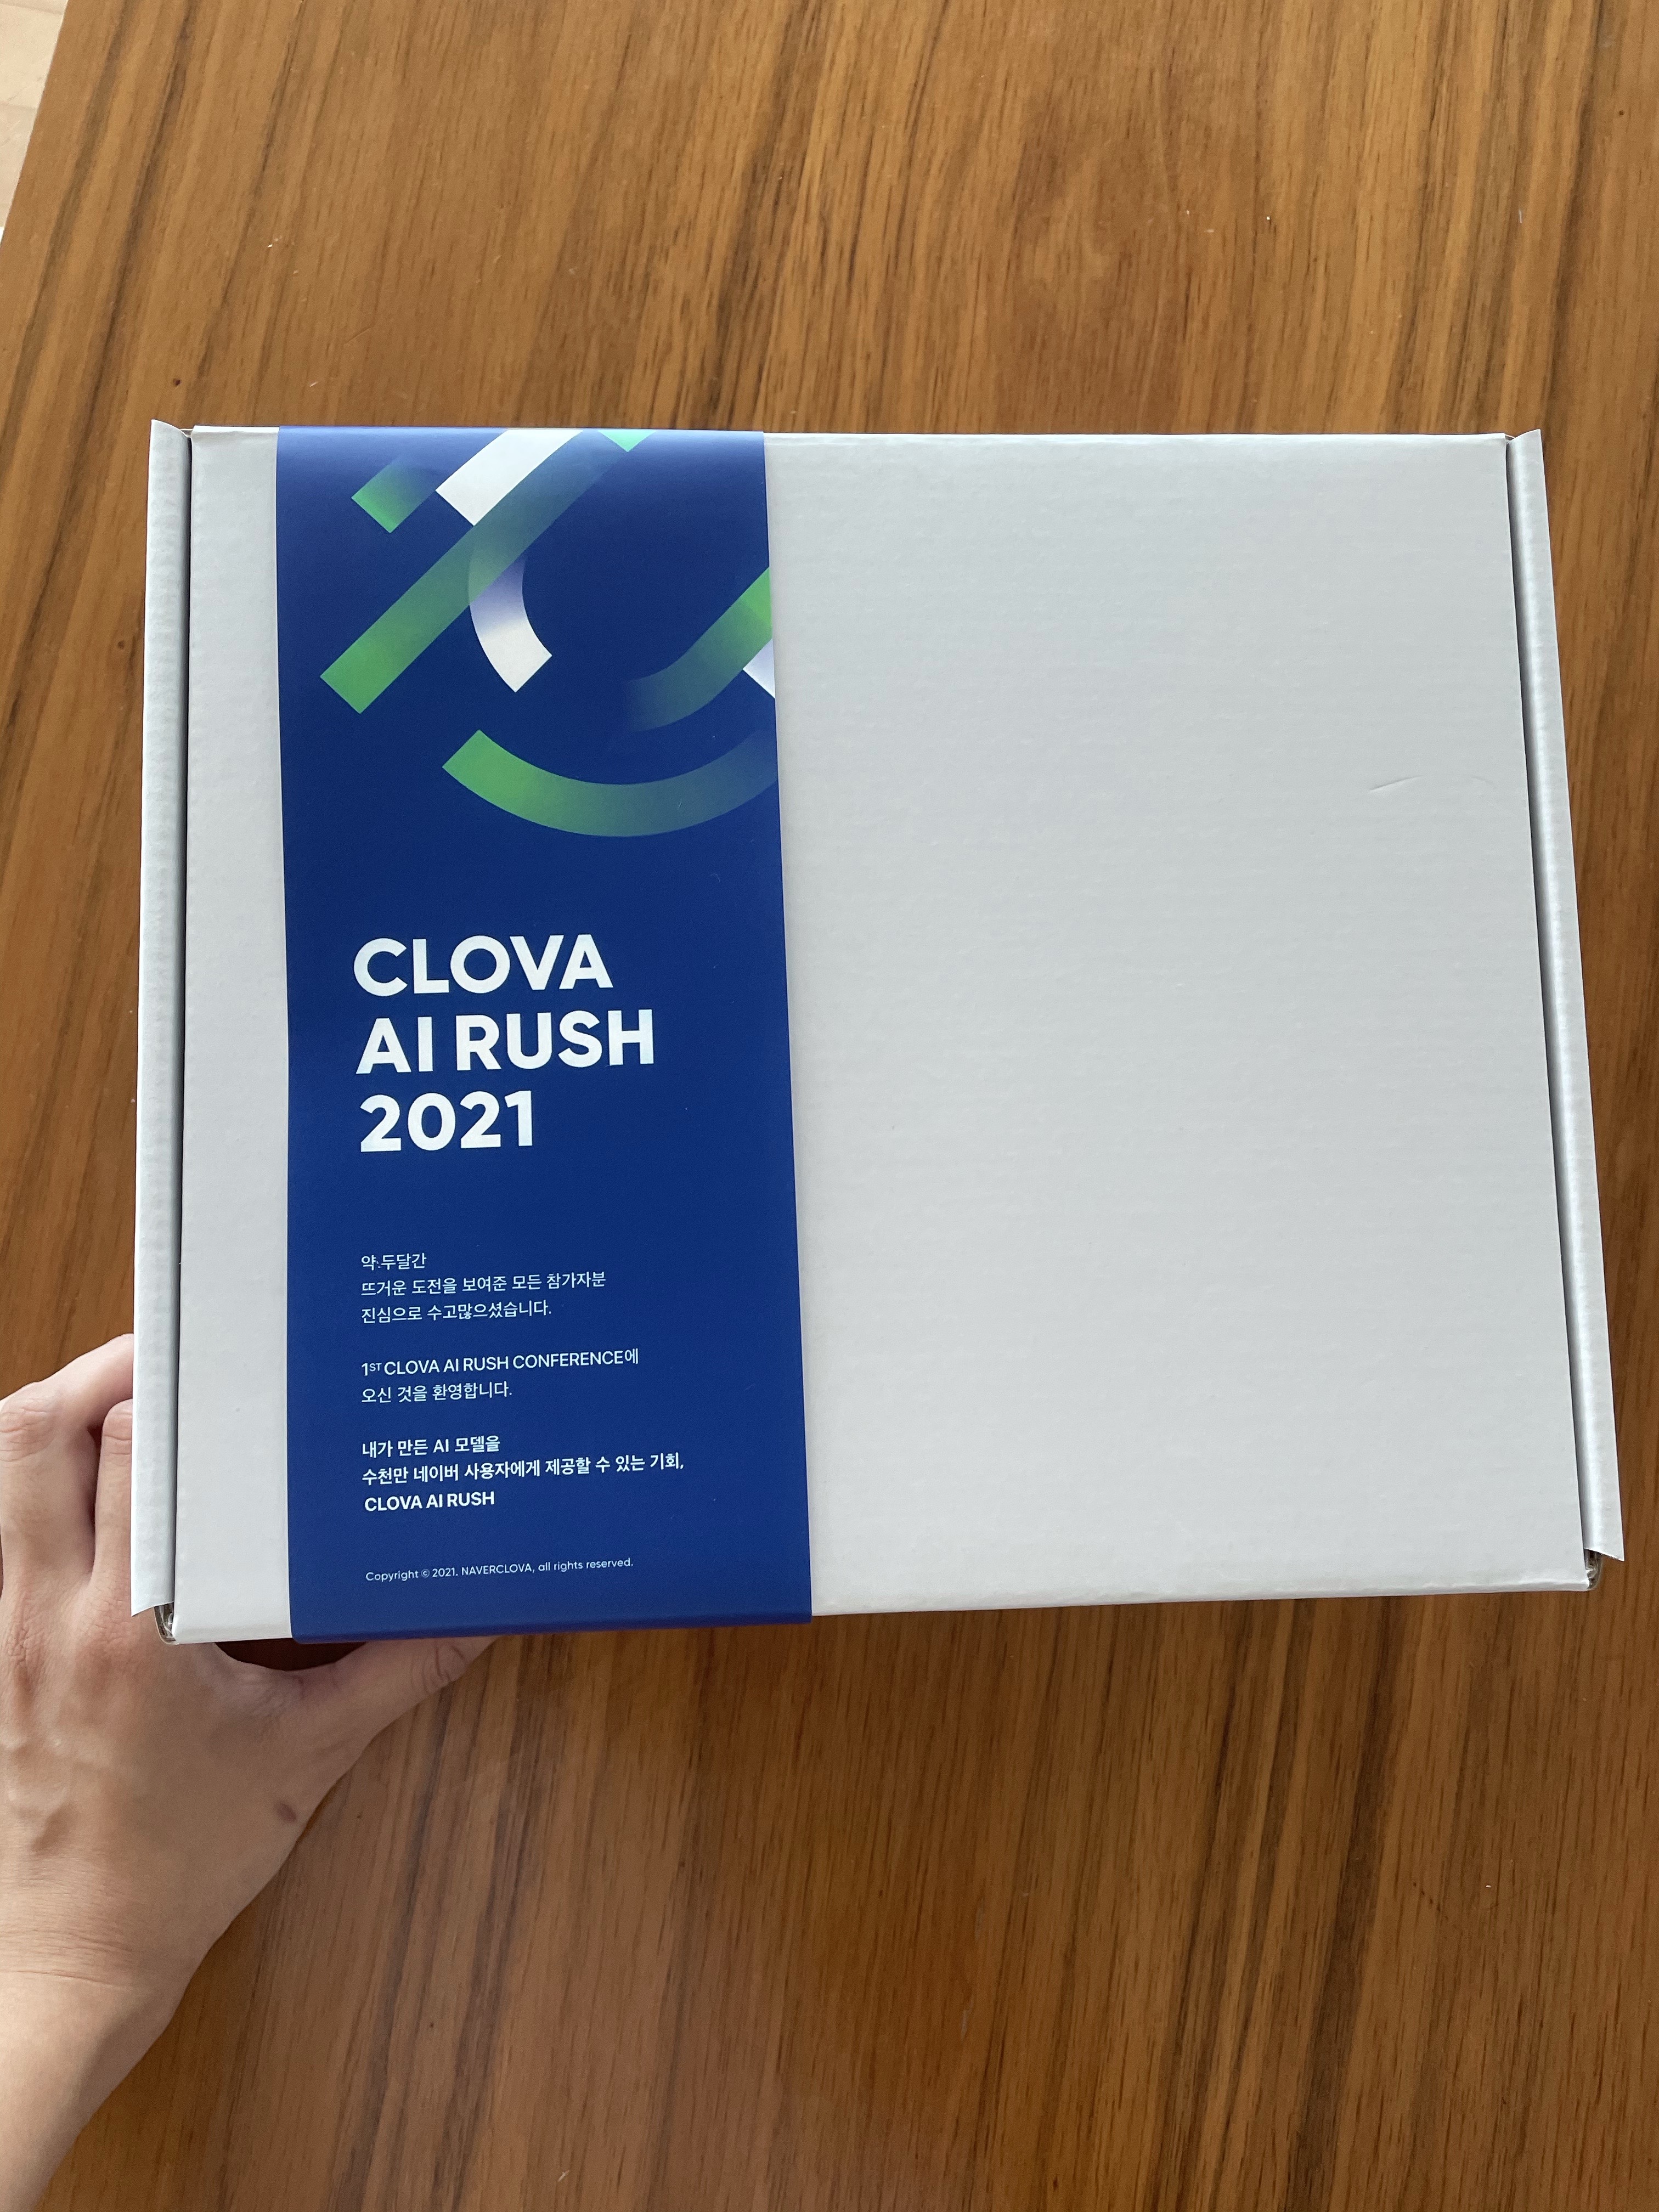 CLOVA
AI RUSH
2021
약 두달간
뜨거운 도전을 보여준 모든 참가자분
진심으로 수고많으셨습니다.
1ST CLOVA AI RUSH CONFERENCE에
오신 것을 환영합니다.
내가 만든 AI 모델을
수천만 네이버 사용자에게 제공할 수 있는 기회,
CLOVA AI RUSH
Copyright © 2021. NAVERCLOVA, all rights reserved.